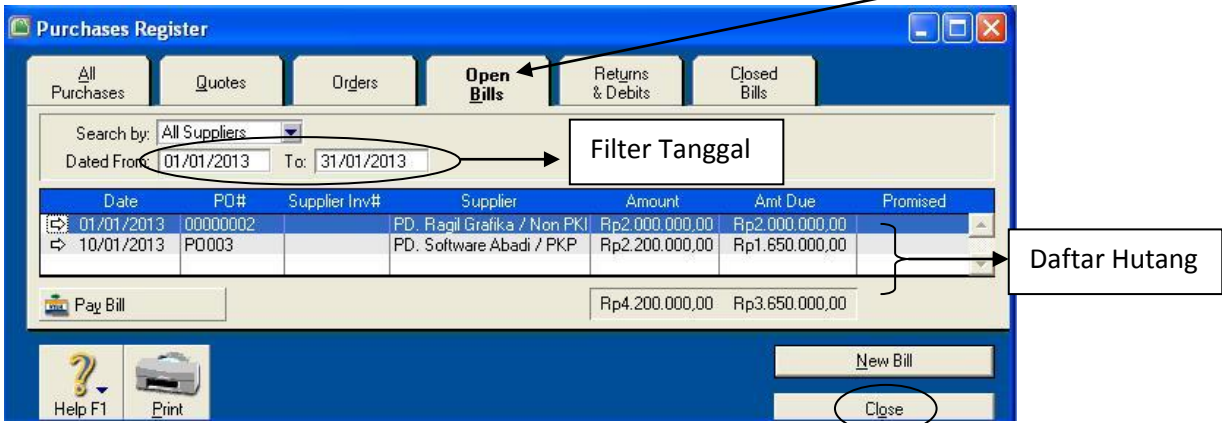 Purchases Register
All Purchases
Quotes
Orders
Open Bills
Returns & Debits
Closed Bills
Search by: All Suppliers
Dated From: 01/01/2013 To: 31/01/2013
Filter Tanggal
Date PO# Supplier Inv# Supplier Amount Amt Due Promised
01/01/2013 00000002 PD. Ragil Grafika / Non PKI Rp2.000.000,00 Rp2.000.000,00
10/01/2013 PO003 PD. Software Abadi / PKP Rp2.200.000,00 Rp1.650.000,00
Daftar Hutang
Pay Bill
Rp4.200.000,00 Rp3.650.000,00
New Bill
Help F1
Print
Close